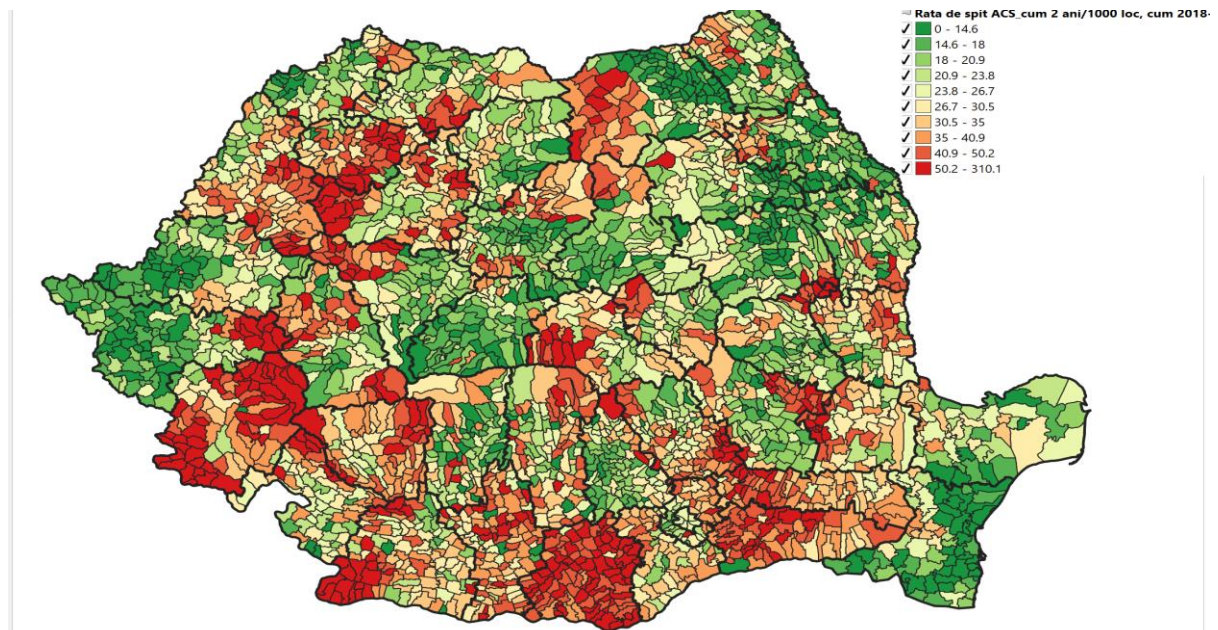 Rata de spit ACS_cum 2 ani/1000 loc, cum 2018-
0 - 14.6
14.6 - 18
18 - 20.9
20.9 - 23.8
23.8 - 26.7
26.7 - 30.5
30.5 - 35
35 - 40.9
40.9 - 50.2
50.2 - 310.1